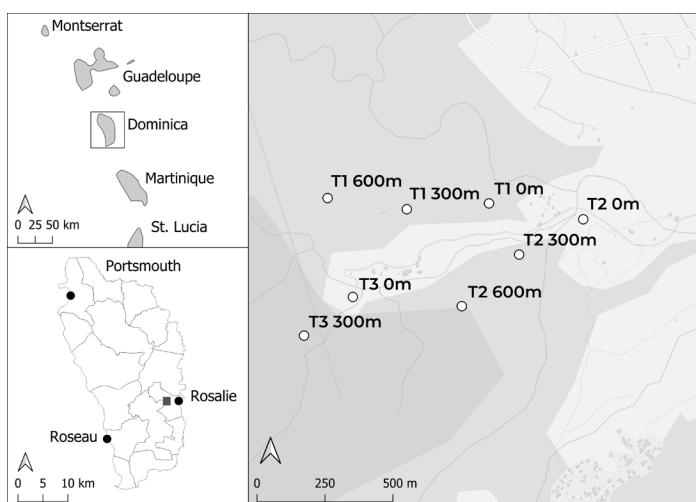 Montserrat
Guadeloupe
Dominica
Martinique
St. Lucia
0 25 50 km
Portsmouth
Rosalie
Roseau
0 5 10 km
T1 600m
T1 300m
T1 0m
T2 0m
T2 300m
T3 0m
T2 600m
T3 300m
0 250 500 m